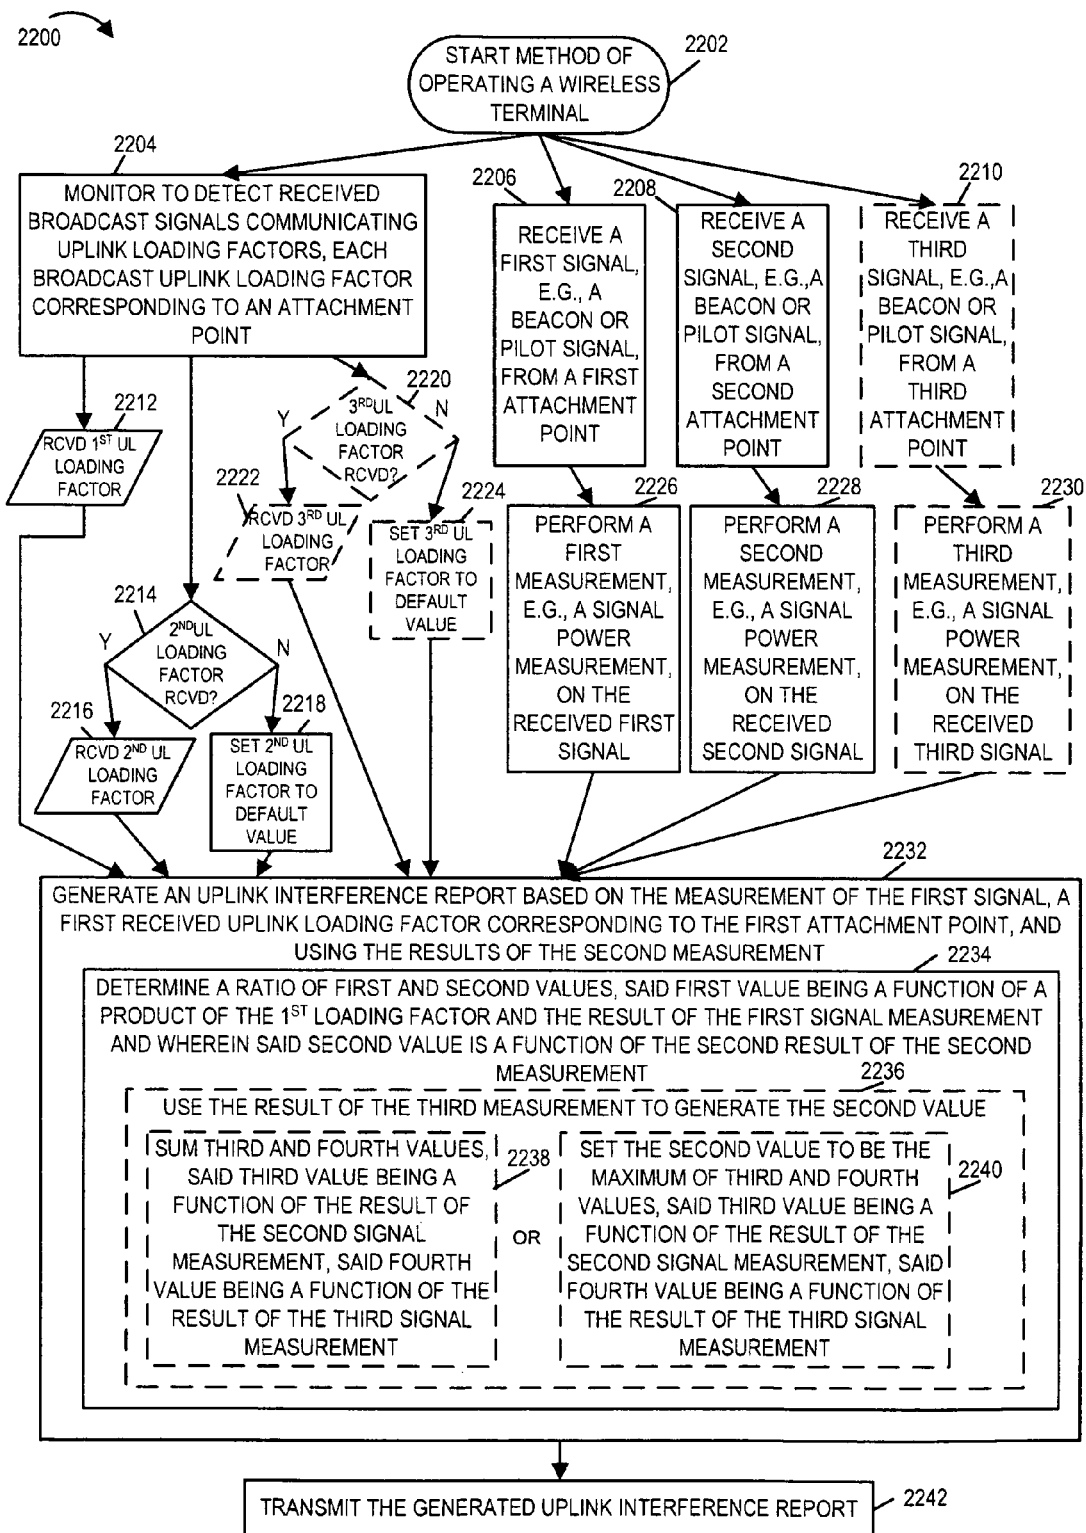 2200
START METHOD OF
OPERATING A WIRELESS
TERMINAL
2202
2204
MONITOR TO DETECT RECEIVED
BROADCAST SIGNALS COMMUNICATING
UPLINK LOADING FACTORS, EACH
BROADCAST UPLINK LOADING FACTOR
CORRESPONDING TO AN ATTACHMENT
POINT
2206
RECEIVE A
FIRST SIGNAL,
E.G., A
BEACON OR
PILOT SIGNAL,
FROM A FIRST
ATTACHMENT
POINT
2208
RECEIVE A
SECOND
SIGNAL, E.G.,A
BEACON OR
PILOT SIGNAL,
FROM A
SECOND
ATTACHMENT
POINT
2210
RECEIVE A
THIRD
SIGNAL, E.G.,A
BEACON OR
PILOT SIGNAL,
FROM A
THIRD
ATTACHMENT
POINT
2212
RCVD 1ST UL
LOADING
FACTOR
2220
Y
3RD UL
LOADING
FACTOR
RCVD?
N
2222
RCVD 3RD UL
LOADING
FACTOR
2224
SET 3RD UL
LOADING
FACTOR TO
DEFAULT
VALUE
2214
Y
2ND UL
LOADING
FACTOR
RCVD?
N
2216
RCVD 2ND UL
LOADING
FACTOR
2218
SET 2ND UL
LOADING
FACTOR TO
DEFAULT
VALUE
2226
PERFORM A
FIRST
MEASUREMENT,
E.G., A SIGNAL
POWER
MEASUREMENT,
ON THE
RECEIVED FIRST
SIGNAL
2228
PERFORM A
SECOND
MEASUREMENT,
E.G., A SIGNAL
POWER
MEASUREMENT,
ON THE
RECEIVED
SECOND SIGNAL
2230
PERFORM A
THIRD
MEASUREMENT,
E.G., A SIGNAL
POWER
MEASUREMENT,
ON THE
RECEIVED
THIRD SIGNAL
2232
GENERATE AN UPLINK INTERFERENCE REPORT BASED ON THE MEASUREMENT OF THE FIRST SIGNAL, A
FIRST RECEIVED UPLINK LOADING FACTOR CORRESPONDING TO THE FIRST ATTACHMENT POINT, AND
USING THE RESULTS OF THE SECOND MEASUREMENT
2234
DETERMINE A RATIO OF FIRST AND SECOND VALUES, SAID FIRST VALUE BEING A FUNCTION OF A
PRODUCT OF THE 1ST LOADING FACTOR AND THE RESULT OF THE FIRST SIGNAL MEASUREMENT
AND WHEREIN SAID SECOND VALUE IS A FUNCTION OF THE SECOND RESULT OF THE SECOND
MEASUREMENT
2236
USE THE RESULT OF THE THIRD MEASUREMENT TO GENERATE THE SECOND VALUE
SUM THIRD AND FOURTH VALUES,
SAID THIRD VALUE BEING A
FUNCTION OF THE RESULT OF
THE SECOND SIGNAL
MEASUREMENT, SAID FOURTH
VALUE BEING A FUNCTION OF THE
RESULT OF THE THIRD SIGNAL
MEASUREMENT
2238
OR
SET THE SECOND VALUE TO BE THE
MAXIMUM OF THIRD AND FOURTH
VALUES, SAID THIRD VALUE BEING A
FUNCTION OF THE RESULT OF THE
SECOND SIGNAL MEASUREMENT, SAID
FOURTH VALUE BEING A FUNCTION OF
THE RESULT OF THE THIRD SIGNAL
MEASUREMENT
2240
TRANSMIT THE GENERATED UPLINK INTERFERENCE REPORT
2242